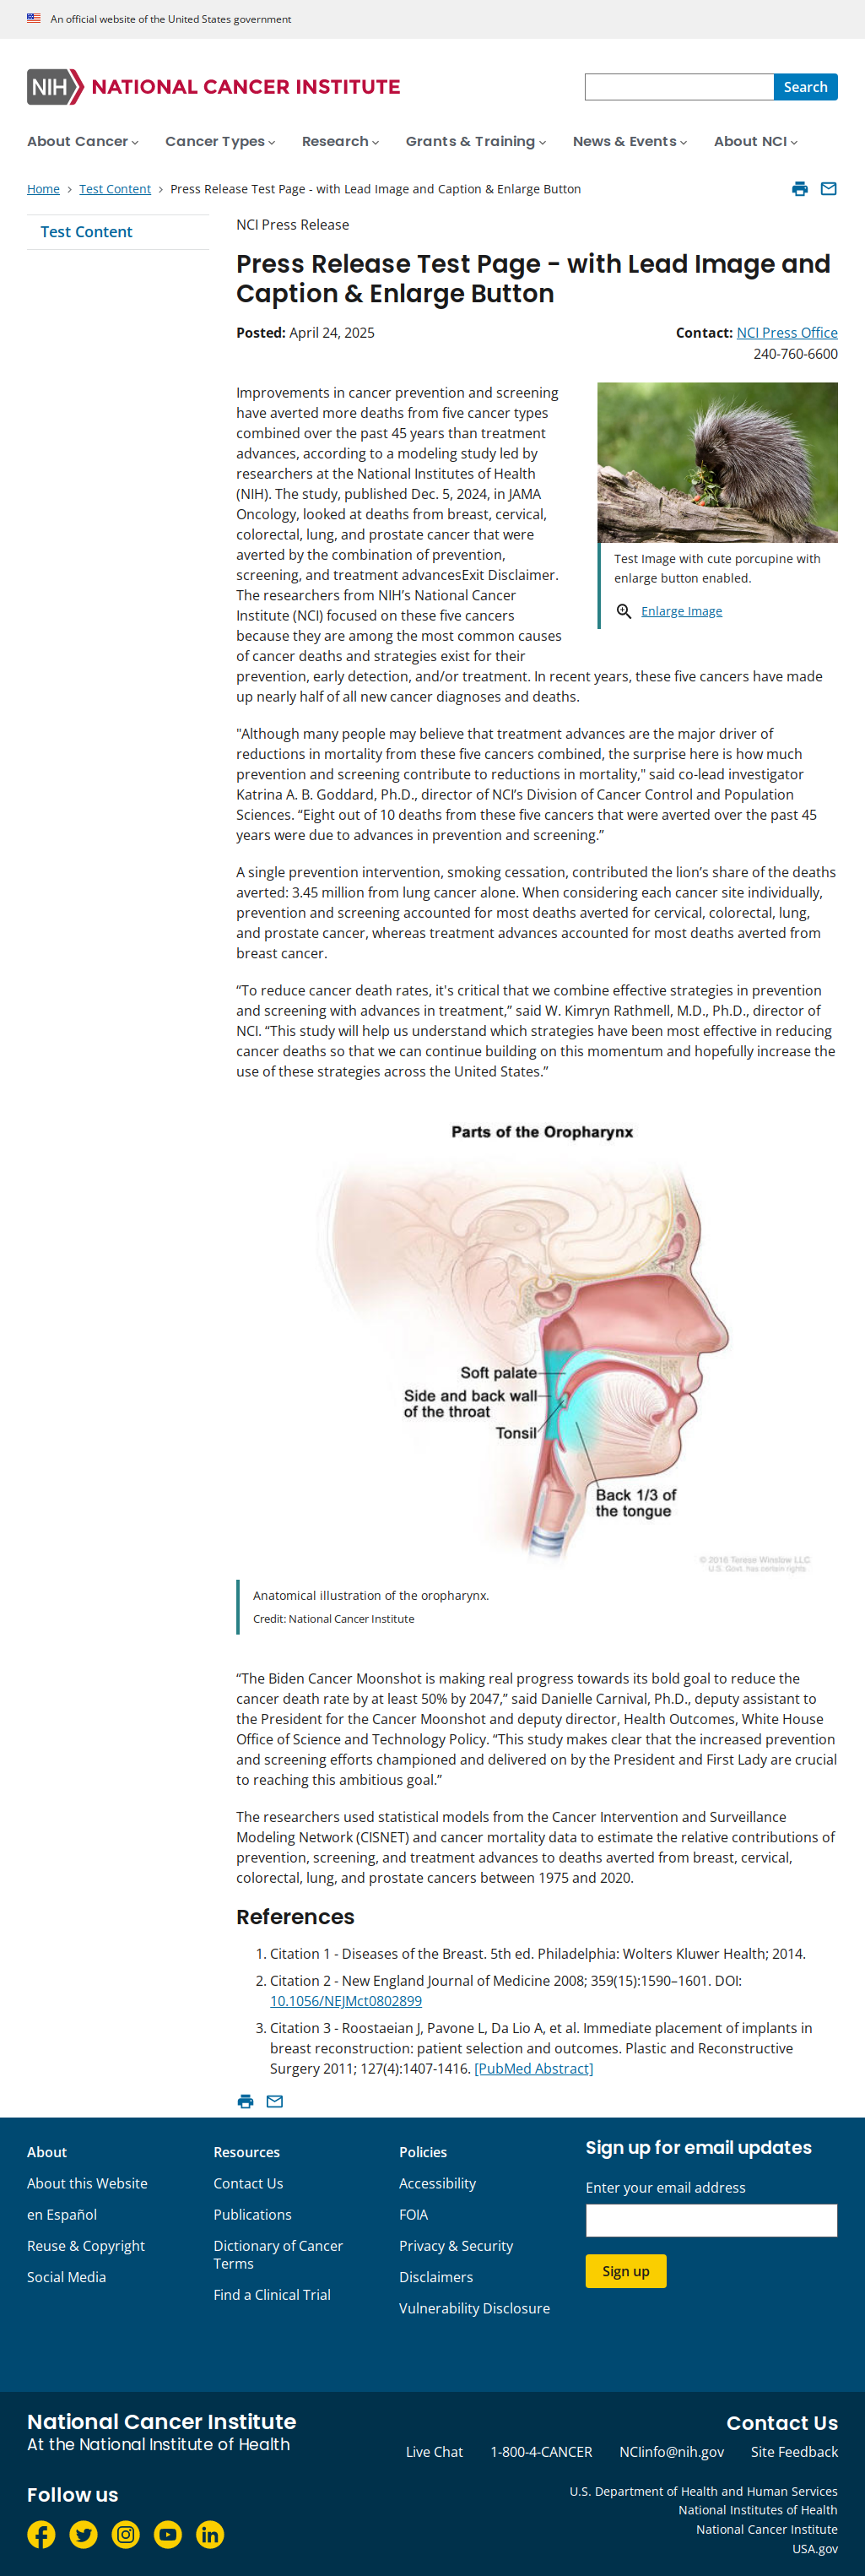 An official website of the United States government
NIH NATIONAL CANCER INSTITUTE
Search
About Cancer
Cancer Types
Research
Grants & Training
News & Events
About NCI
Home > Test Content > Press Release Test Page - with Lead Image and Caption & Enlarge Button
Test Content
NCI Press Release
Press Release Test Page - with Lead Image and
Caption & Enlarge Button
Posted: April 24, 2025
Contact: NCI Press Office
240-760-6600
Improvements in cancer prevention and screening
have averted more deaths from five cancer types
combined over the past 45 years than treatment
advances, according to a modeling study led by
researchers at the National Institutes of Health
(NIH). The study, published Dec. 5, 2024, in JAMA
Oncology, looked at deaths from breast, cervical,
colorectal, lung, and prostate cancer that were
averted by the combination of prevention,
screening, and treatment advancesExit Disclaimer.
The researchers from NIH’s National Cancer
Institute (NCI) focused on these five cancers
because they are among the most common causes
of cancer deaths and strategies exist for their
prevention, early detection, and/or treatment. In recent years, these five cancers have made
up nearly half of all new cancer diagnoses and deaths.
Test Image with cute porcupine with
enlarge button enabled.
Enlarge Image
"Although many people may believe that treatment advances are the major driver of
reductions in mortality from these five cancers combined, the surprise here is how much
prevention and screening contribute to reductions in mortality," said co-lead investigator
Katrina A. B. Goddard, Ph.D., director of NCI’s Division of Cancer Control and Population
Sciences. “Eight out of 10 deaths from these five cancers that were averted over the past 45
years were due to advances in prevention and screening.”
A single prevention intervention, smoking cessation, contributed the lion’s share of the deaths
averted: 3.45 million from lung cancer alone. When considering each cancer site individually,
prevention and screening accounted for most deaths averted for cervical, colorectal, lung,
and prostate cancer, whereas treatment advances accounted for most deaths averted from
breast cancer.
“To reduce cancer death rates, it's critical that we combine effective strategies in prevention
and screening with advances in treatment,” said W. Kimryn Rathmell, M.D., Ph.D., director of
NCI. “This study will help us understand which strategies have been most effective in reducing
cancer deaths so that we can continue building on this momentum and hopefully increase the
use of these strategies across the United States.”
Parts of the Oropharynx
Soft palate
Side and back wall
of the throat
Tonsil
Back 1/3 of
the tongue
© 2016 Terese Winslow LLC
U.S. Govt. has certain rights
Anatomical illustration of the oropharynx.
Credit: National Cancer Institute
“The Biden Cancer Moonshot is making real progress towards its bold goal to reduce the
cancer death rate by at least 50% by 2047,” said Danielle Carnival, Ph.D., deputy assistant to
the President for the Cancer Moonshot and deputy director, Health Outcomes, White House
Office of Science and Technology Policy. “This study makes clear that the increased prevention
and screening efforts championed and delivered on by the President and First Lady are crucial
to reaching this ambitious goal.”
The researchers used statistical models from the Cancer Intervention and Surveillance
Modeling Network (CISNET) and cancer mortality data to estimate the relative contributions of
prevention, screening, and treatment advances to deaths averted from breast, cervical,
colorectal, lung, and prostate cancers between 1975 and 2020.
References
1. Citation 1 - Diseases of the Breast. 5th ed. Philadelphia: Wolters Kluwer Health; 2014.
2. Citation 2 - New England Journal of Medicine 2008; 359(15):1590–1601. DOI:
10.1056/NEJMct0802899
3. Citation 3 - Roostaeian J, Pavone L, Da Lio A, et al. Immediate placement of implants in
breast reconstruction: patient selection and outcomes. Plastic and Reconstructive
Surgery 2011; 127(4):1407-1416. [PubMed Abstract]
About
About this Website
en Español
Reuse & Copyright
Social Media
Resources
Contact Us
Publications
Dictionary of Cancer
Terms
Find a Clinical Trial
Policies
Accessibility
FOIA
Privacy & Security
Disclaimers
Vulnerability Disclosure
Sign up for email updates
Enter your email address
Sign up
National Cancer Institute
At the National Institute of Health
Contact Us
Live Chat
1-800-4-CANCER
NCIinfo@nih.gov
Site Feedback
Follow us
U.S. Department of Health and Human Services
National Institutes of Health
National Cancer Institute
USA.gov